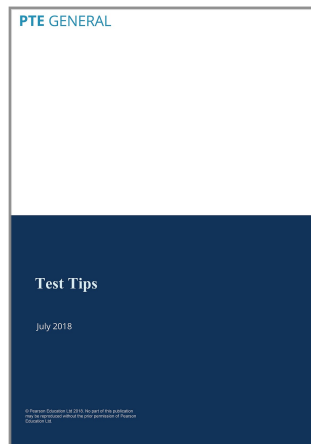 PTE GENERAL
Test Tips
July 2018
© Pearson Education Ltd 2018. No part of this publication
may be reproduced without the prior permission of Pearson
Education Ltd.